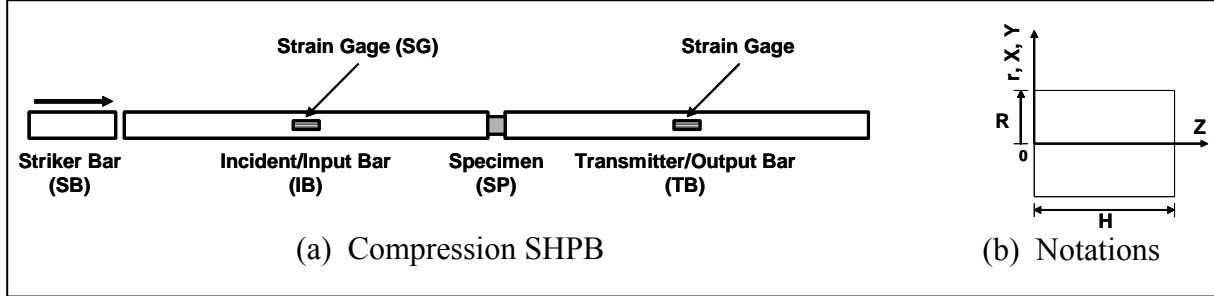 Strain Gage (SG)
Strain Gage
Striker Bar
(SB)
Incident/Input Bar
(IB)
Specimen
(SP)
Transmitter/Output Bar
(TB)
(a) Compression SHPB
r, X, Y
R
0
Z
H
(b) Notations